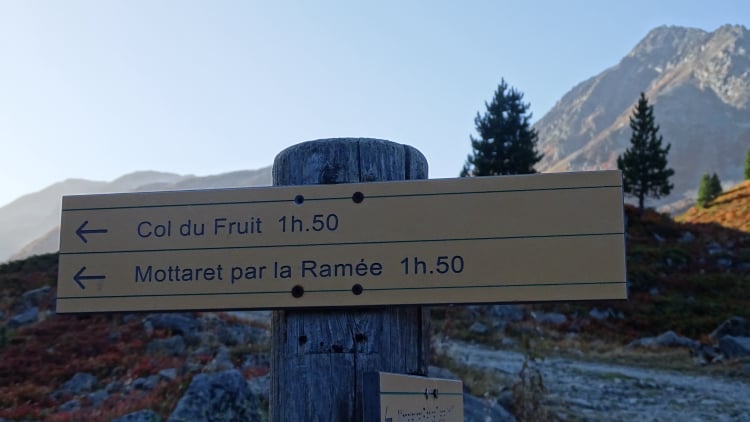 ← Col du Fruit 1h.50
← Mottaret par la Ramée 1h.50